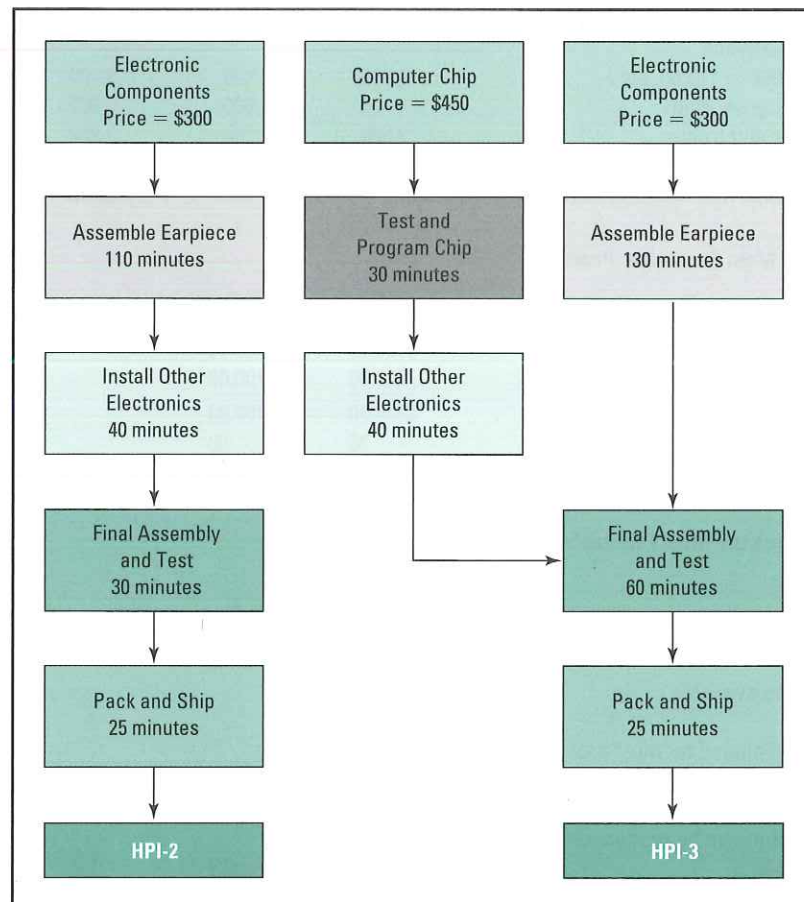 Electronic
Components
Price = $300
Computer Chip
Price = $450
Electronic
Components
Price = $300
Assemble Earpiece
110 minutes
Test and
Program Chip
30 minutes
Assemble Earpiece
130 minutes
Install Other
Electronics
40 minutes
Install Other
Electronics
40 minutes
Final Assembly
and Test
30 minutes
Final Assembly
and Test
60 minutes
Pack and Ship
25 minutes
Pack and Ship
25 minutes
HPI-2
HPI-3